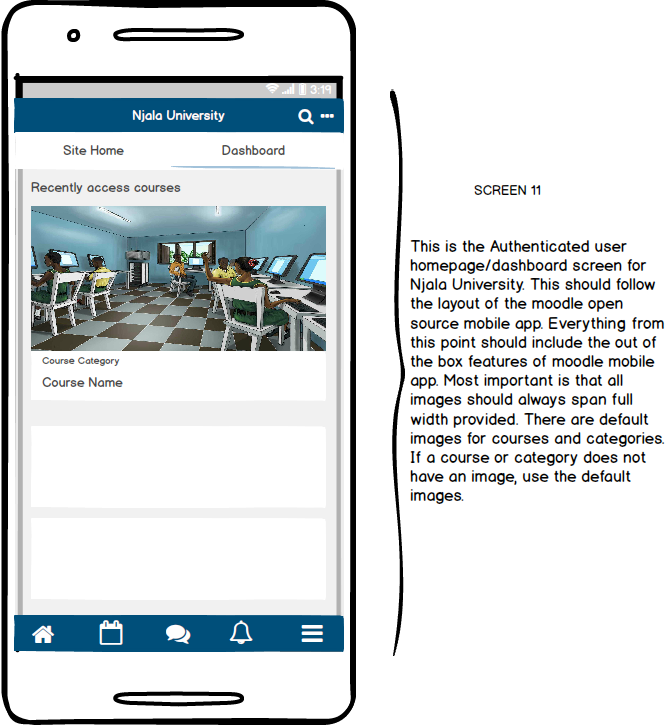 3:19
Njala University
Site Home
Dashboard
Recently access courses
Course Category
Course Name
SCREEN 11
This is the Authenticated user
homepage/dashboard screen for
Njala University. This should follow
the layout of the moodle open
source mobile app. Everything from
this point should include the out of
the box features of moodle mobile
app. Most important is that all
images should always span full
width provided. There are default
images for courses and categories.
If a course or category does not
have an image, use the default
images.